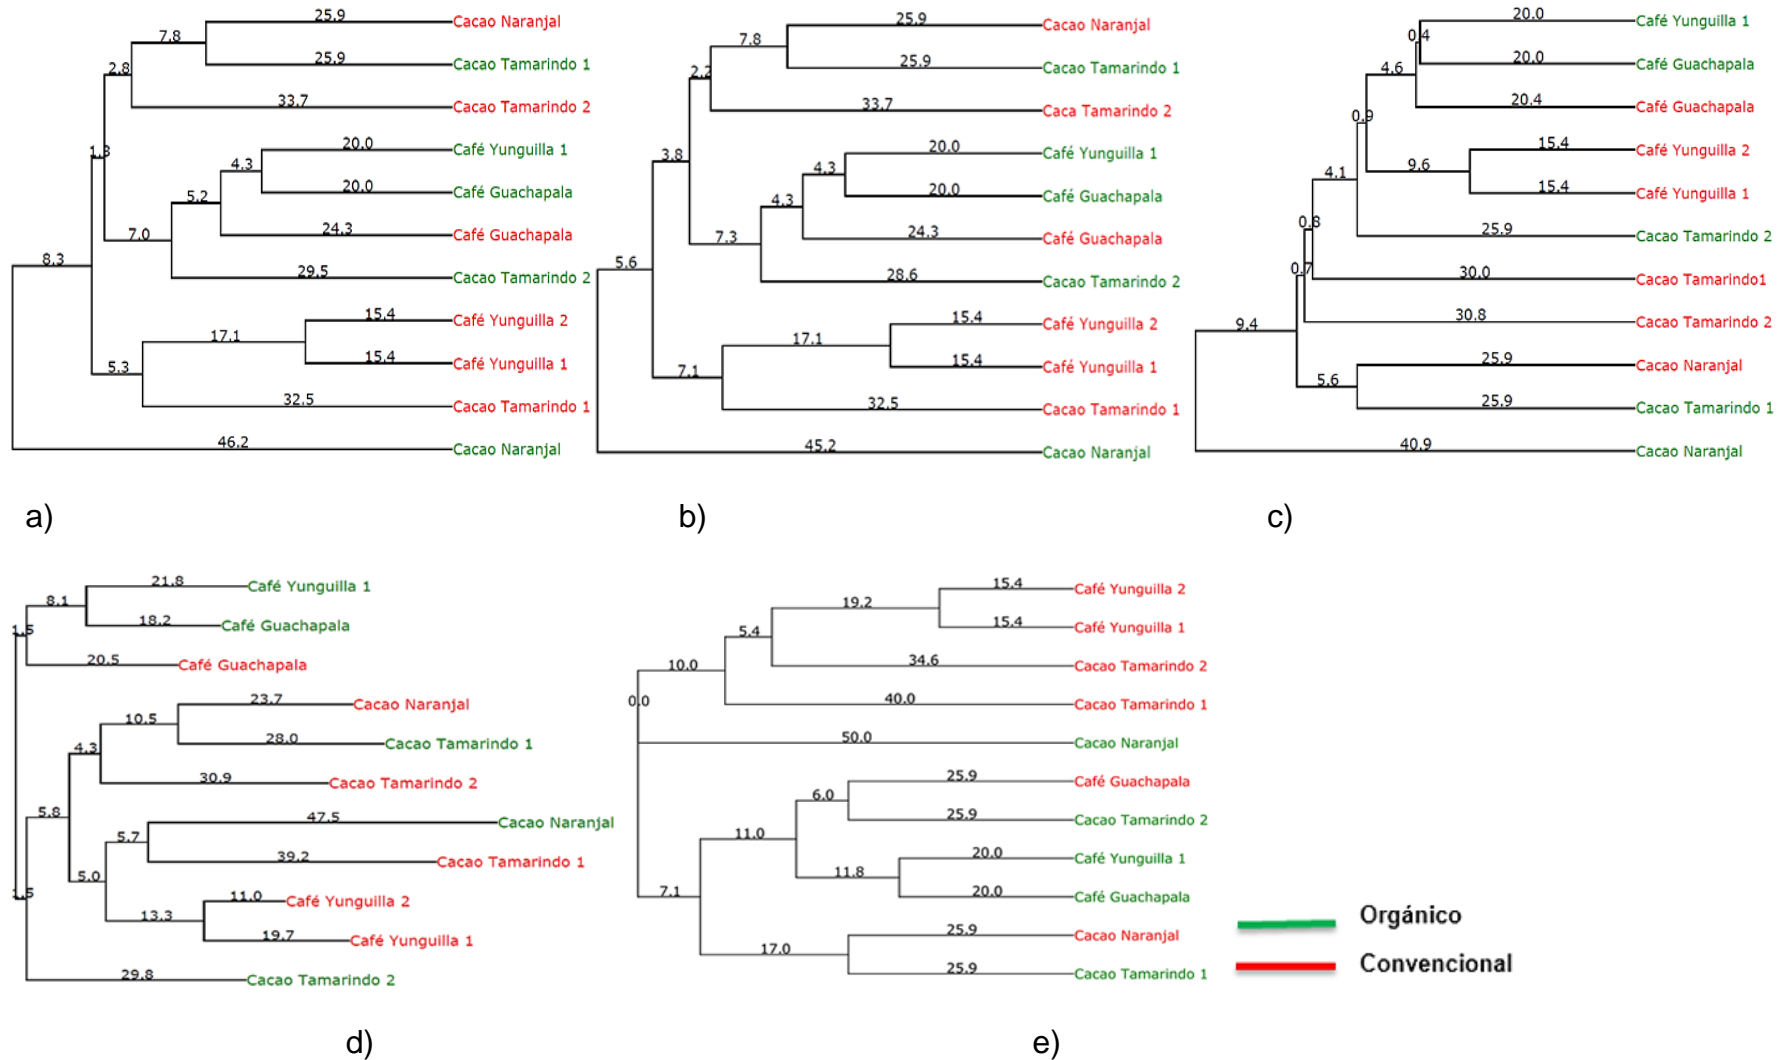 25.9
Cacao Naranjal
7.8
25.9
Cacao Tamarindo 1
2.8
33.7
Cacao Tamarindo 2
1.3
20.0
Café Yunguilla 1
4.3
20.0
Café Guachapala
5.2
24.3
Café Guachapala
7.0
29.5
Cacao Tamarindo 2
8.3
15.4
Café Yunguilla 2
17.1
15.4
Café Yunguilla 1
5.3
32.5
Cacao Tamarindo 1
46.2
Cacao Naranjal
a)
25.9
Cacao Naranjal
7.8
25.9
Cacao Tamarindo 1
2.2
33.7
Caca Tamarindo 2
3.8
20.0
Café Yunguilla 1
4.3
20.0
Café Guachapala
4.3
24.3
Café Guachapala
7.3
28.6
Cacao Tamarindo 2
5.6
15.4
Café Yunguilla 2
17.1
15.4
Café Yunguilla 1
7.1
32.5
Cacao Tamarindo 1
45.2
Cacao Naranjal
b)
20.0
Café Yunguilla 1
0.4
20.0
Café Guachapala
4.6
20.4
Café Guachapala
0.9
15.4
Café Yunguilla 2
9.6
15.4
Café Yunguilla 1
4.1
25.9
Cacao Tamarindo 2
0.8
30.0
Cacao Tamarindo1
0.7
30.8
Cacao Tamarindo 2
9.4
25.9
Cacao Naranjal
5.6
25.9
Cacao Tamarindo 1
40.9
Cacao Naranjal
c)
21.8
Café Yunguilla 1
8.1
18.2
Café Guachapala
1.5
20.5
Café Guachapala
23.7
Cacao Naranjal
10.5
28.0
Cacao Tamarindo 1
4.3
30.9
Cacao Tamarindo 2
5.8
47.5
Cacao Naranjal
5.7
39.2
Cacao Tamarindo 1
5.0
11.0
Café Yunguilla 2
13.3
19.7
Café Yunguilla 1
1.5
29.8
Cacao Tamarindo 2
d)
15.4
Café Yunguilla 2
19.2
15.4
Café Yunguilla 1
5.4
34.6
Cacao Tamarindo 2
10.0
40.0
Cacao Tamarindo 1
0.0
50.0
Cacao Naranjal
25.9
Café Guachapala
6.0
25.9
Cacao Tamarindo 2
11.0
20.0
Café Yunguilla 1
11.8
20.0
Café Guachapala
7.1
25.9
Cacao Naranjal
17.0
25.9
Cacao Tamarindo 1
e)
Orgánico
Convencional